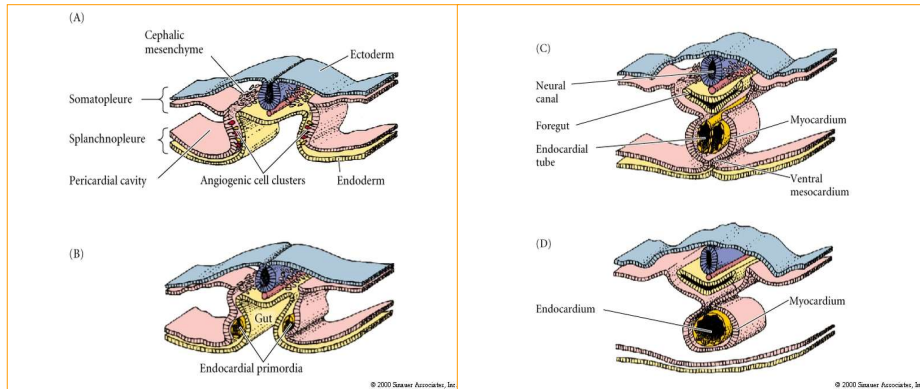 (A)
Cephalic
mesenchyme
Ectoderm
Somatopleure
Splanchnopleure
Pericardial cavity
Angiogenic cell clusters
Endoderm
(B)
Gut
Endocardial primordia
© 2000 Sinauer Associates, Inc
(C)
Neural
canal
Foregut
Endocardial
tube
Myocardium
Ventral
mesocardium
(D)
Endocardium
Myocardium
© 2000 Sinauer Associates, Inc